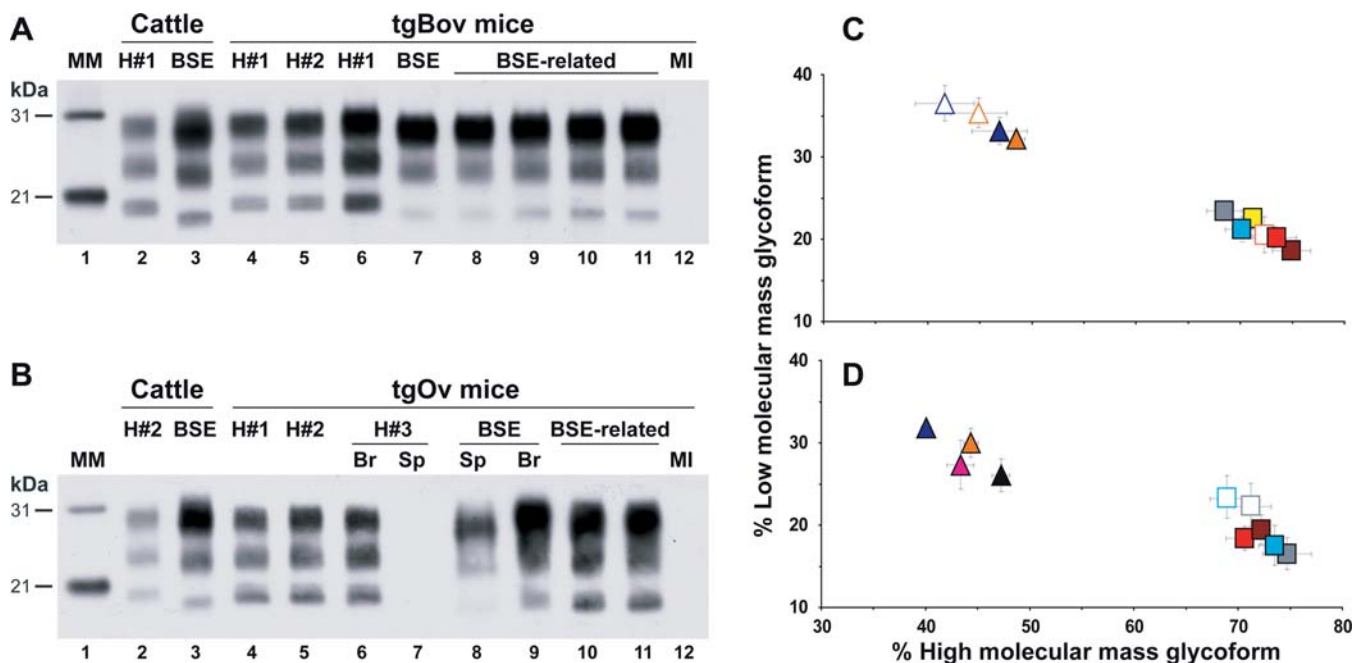 A
Cattle tgBov mice
MM H#1 BSE H#1 H#2 H#1 BSE BSE-related MI
kDa
31
21
1 2 3 4 5 6 7 8 9 10 11 12
B
Cattle tgOv mice
H#2 BSE H#1 H#2 H#3 BSE BSE-related
MM Br Sp Sp Br MI
kDa
31
21
1 2 3 4 5 6 7 8 9 10 11 12
C
40
30
20
10
D
40
30
20
10
30 40 50 60 70 80
% Low molecular mass glycoform
% High molecular mass glycoform